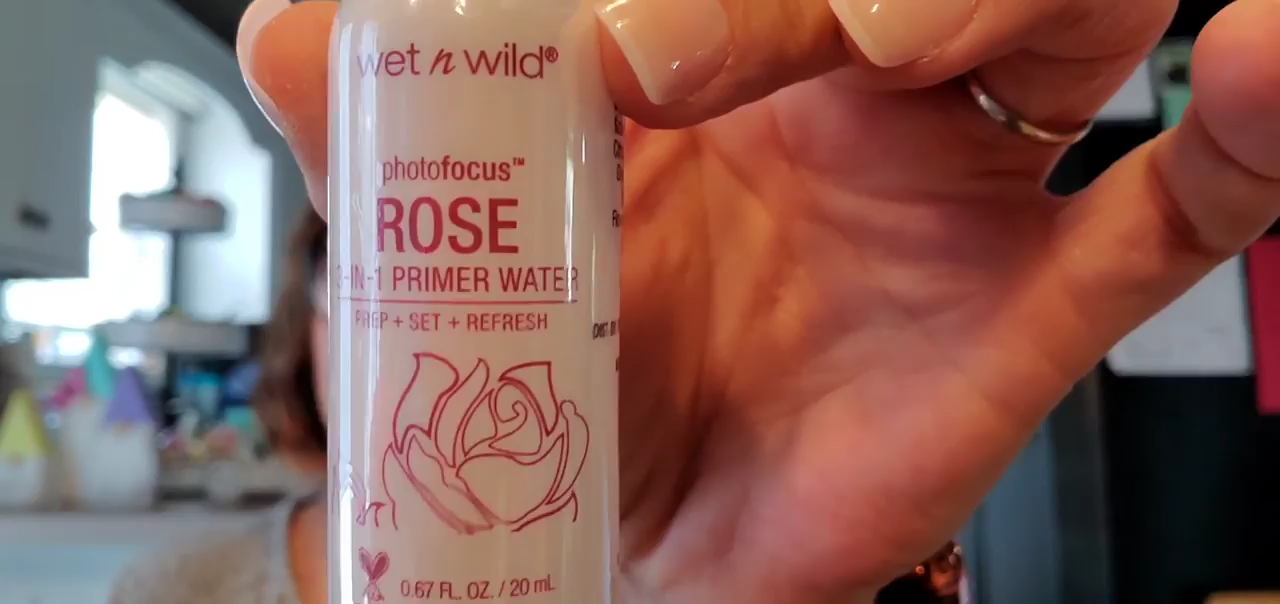 wet n wild®
photofocus™
ROSE
3-IN-1 PRIMER WATER
PREP + SET + REFRESH
0.67 FL. OZ. / 20 mL